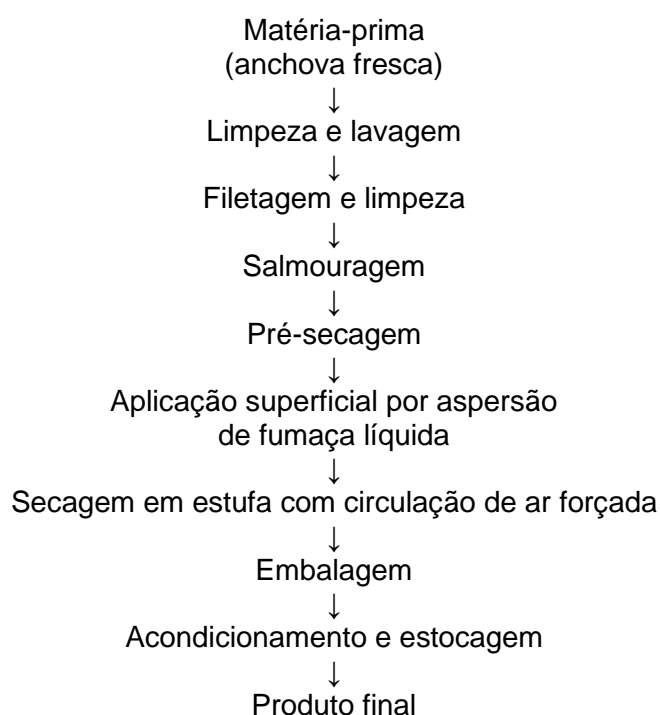 Matéria-prima
(anchova fresca)
↓
Limpeza e lavagem
↓
Filetagem e limpeza
↓
Salmouragem
↓
Pré-secagem
↓
Aplicação superficial por aspersão
de fumaça líquida
↓
Secagem em estufa com circulação de ar forçada
↓
Embalagem
↓
Acondicionamento e estocagem
↓
Produto final